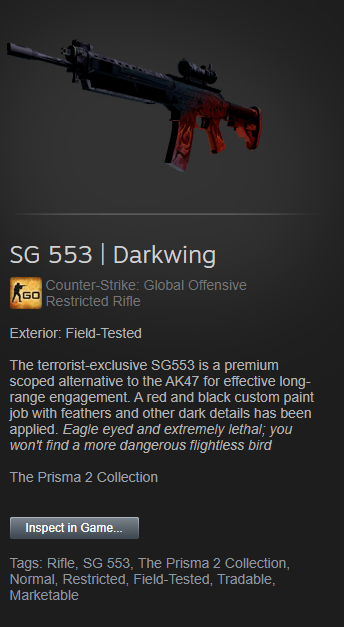 SG 553 | Darkwing
GO
Counter-Strike: Global Offensive
Restricted Rifle
Exterior: Field-Tested
The terrorist-exclusive SG553 is a premium
scoped alternative to the AK47 for effective long-
range engagement. A red and black custom paint
job with feathers and other dark details has been
applied. Eagle eyed and extremely lethal; you
won't find a more dangerous flightless bird
The Prisma 2 Collection
Inspect in Game...
Tags: Rifle, SG 553, The Prisma 2 Collection,
Normal, Restricted, Field-Tested, Tradable,
Marketable